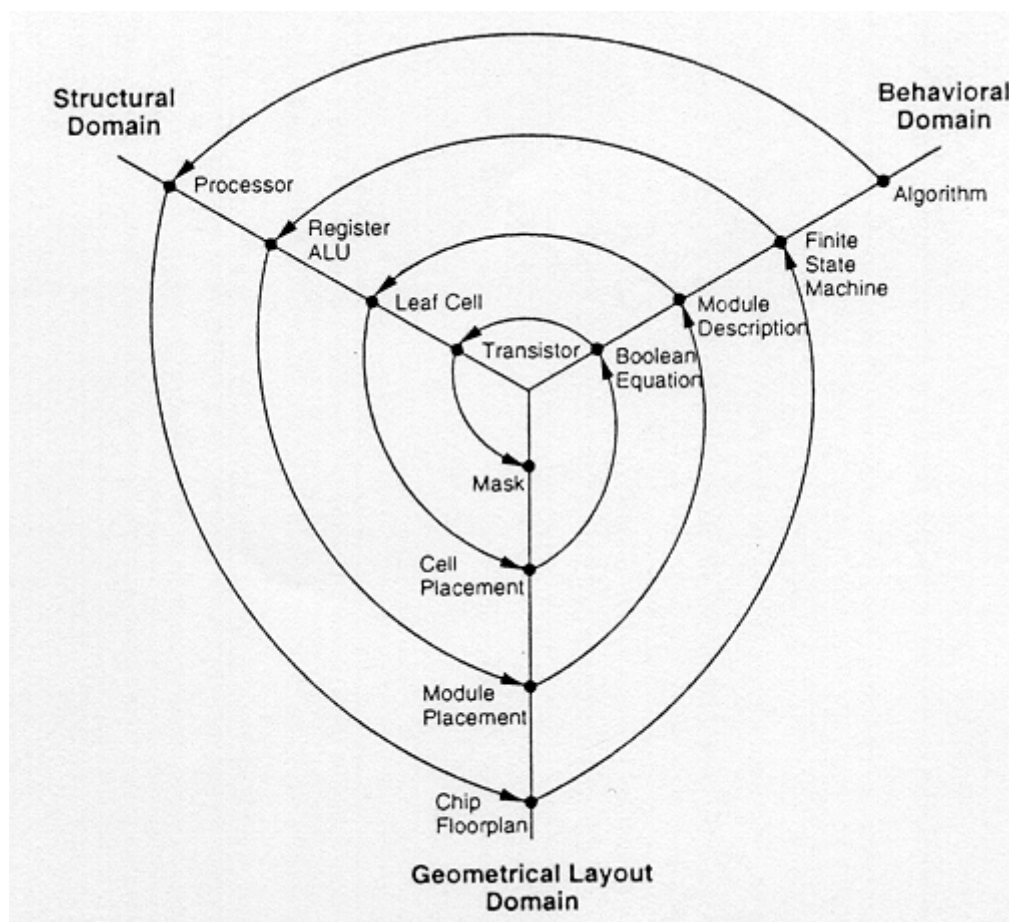 Structural
Domain
Behavioral
Domain
Processor
Algorithm
Register
ALU
Finite
State
Machine
Leaf Cell
Module
Description
Transistor
Boolean
Equation
Mask
Cell
Placement
Module
Placement
Chip
Floorplan
Geometrical Layout
Domain